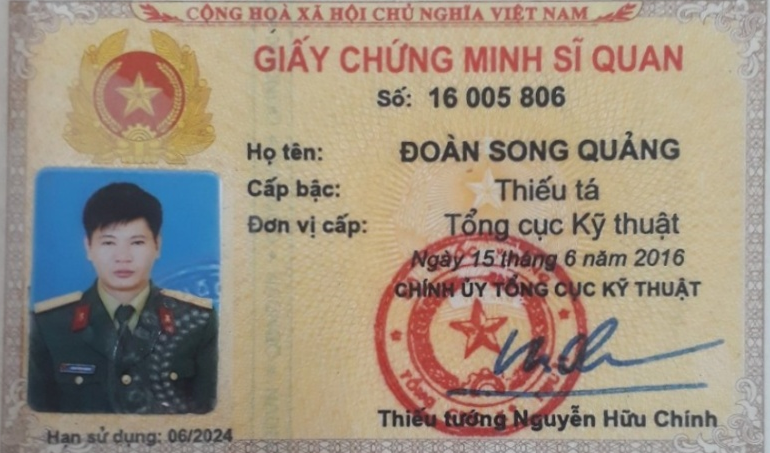 CỘNG HOÀ XÃ HỘI CHỦ NGHĨA VIỆT NAM
GIẤY CHỨNG MINH SĨ QUAN
Số: 16 005 806
Họ tên: ĐOÀN SONG QUẢNG
Cấp bậc: Thiếu tá
Đơn vị cấp: Tổng cục Kỹ thuật
Ngày 15 tháng 6 năm 2016
CHÍNH ỦY TỔNG CỤC KỸ THUẬT
Thiếu tướng Nguyễn Hữu Chính
Hạn sử dụng: 06/2024